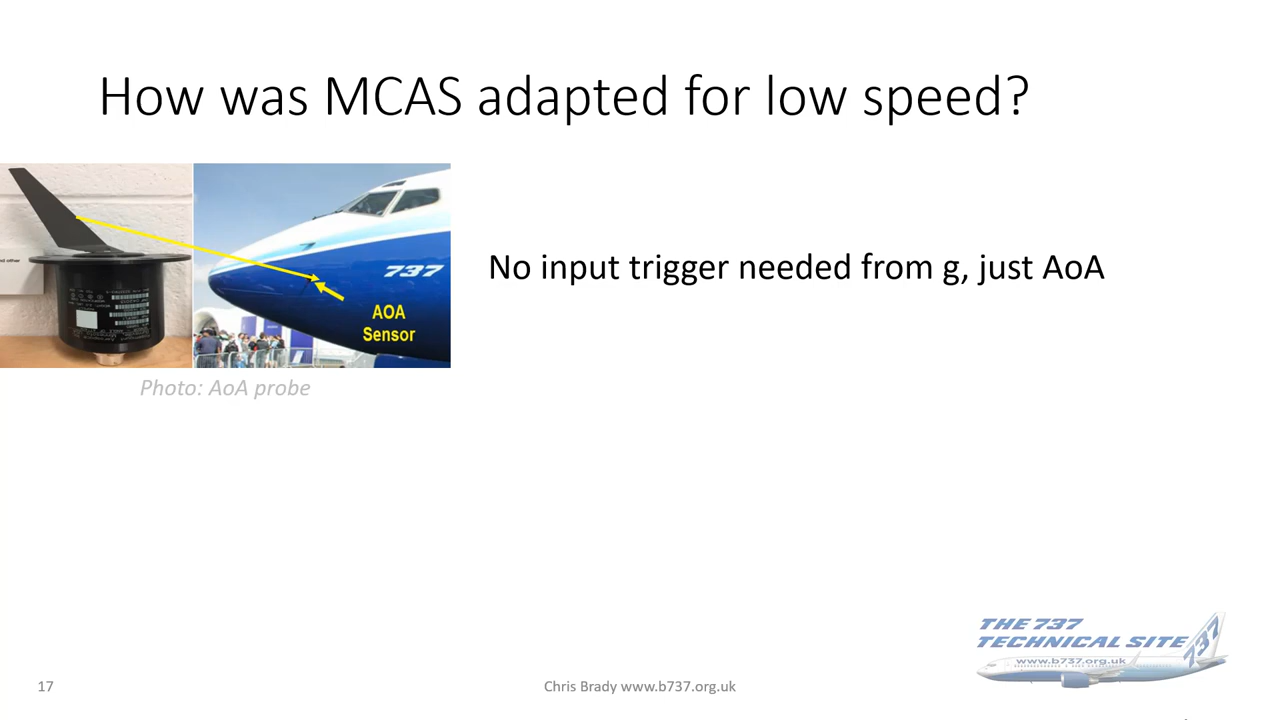 How was MCAS adapted for low speed?
737
AOA
Sensor
No input trigger needed from g, just AoA
Photo: AoA probe
THE 737
TECHNICAL SITE
737
www.b737.org.uk
17
Chris Brady www.b737.org.uk